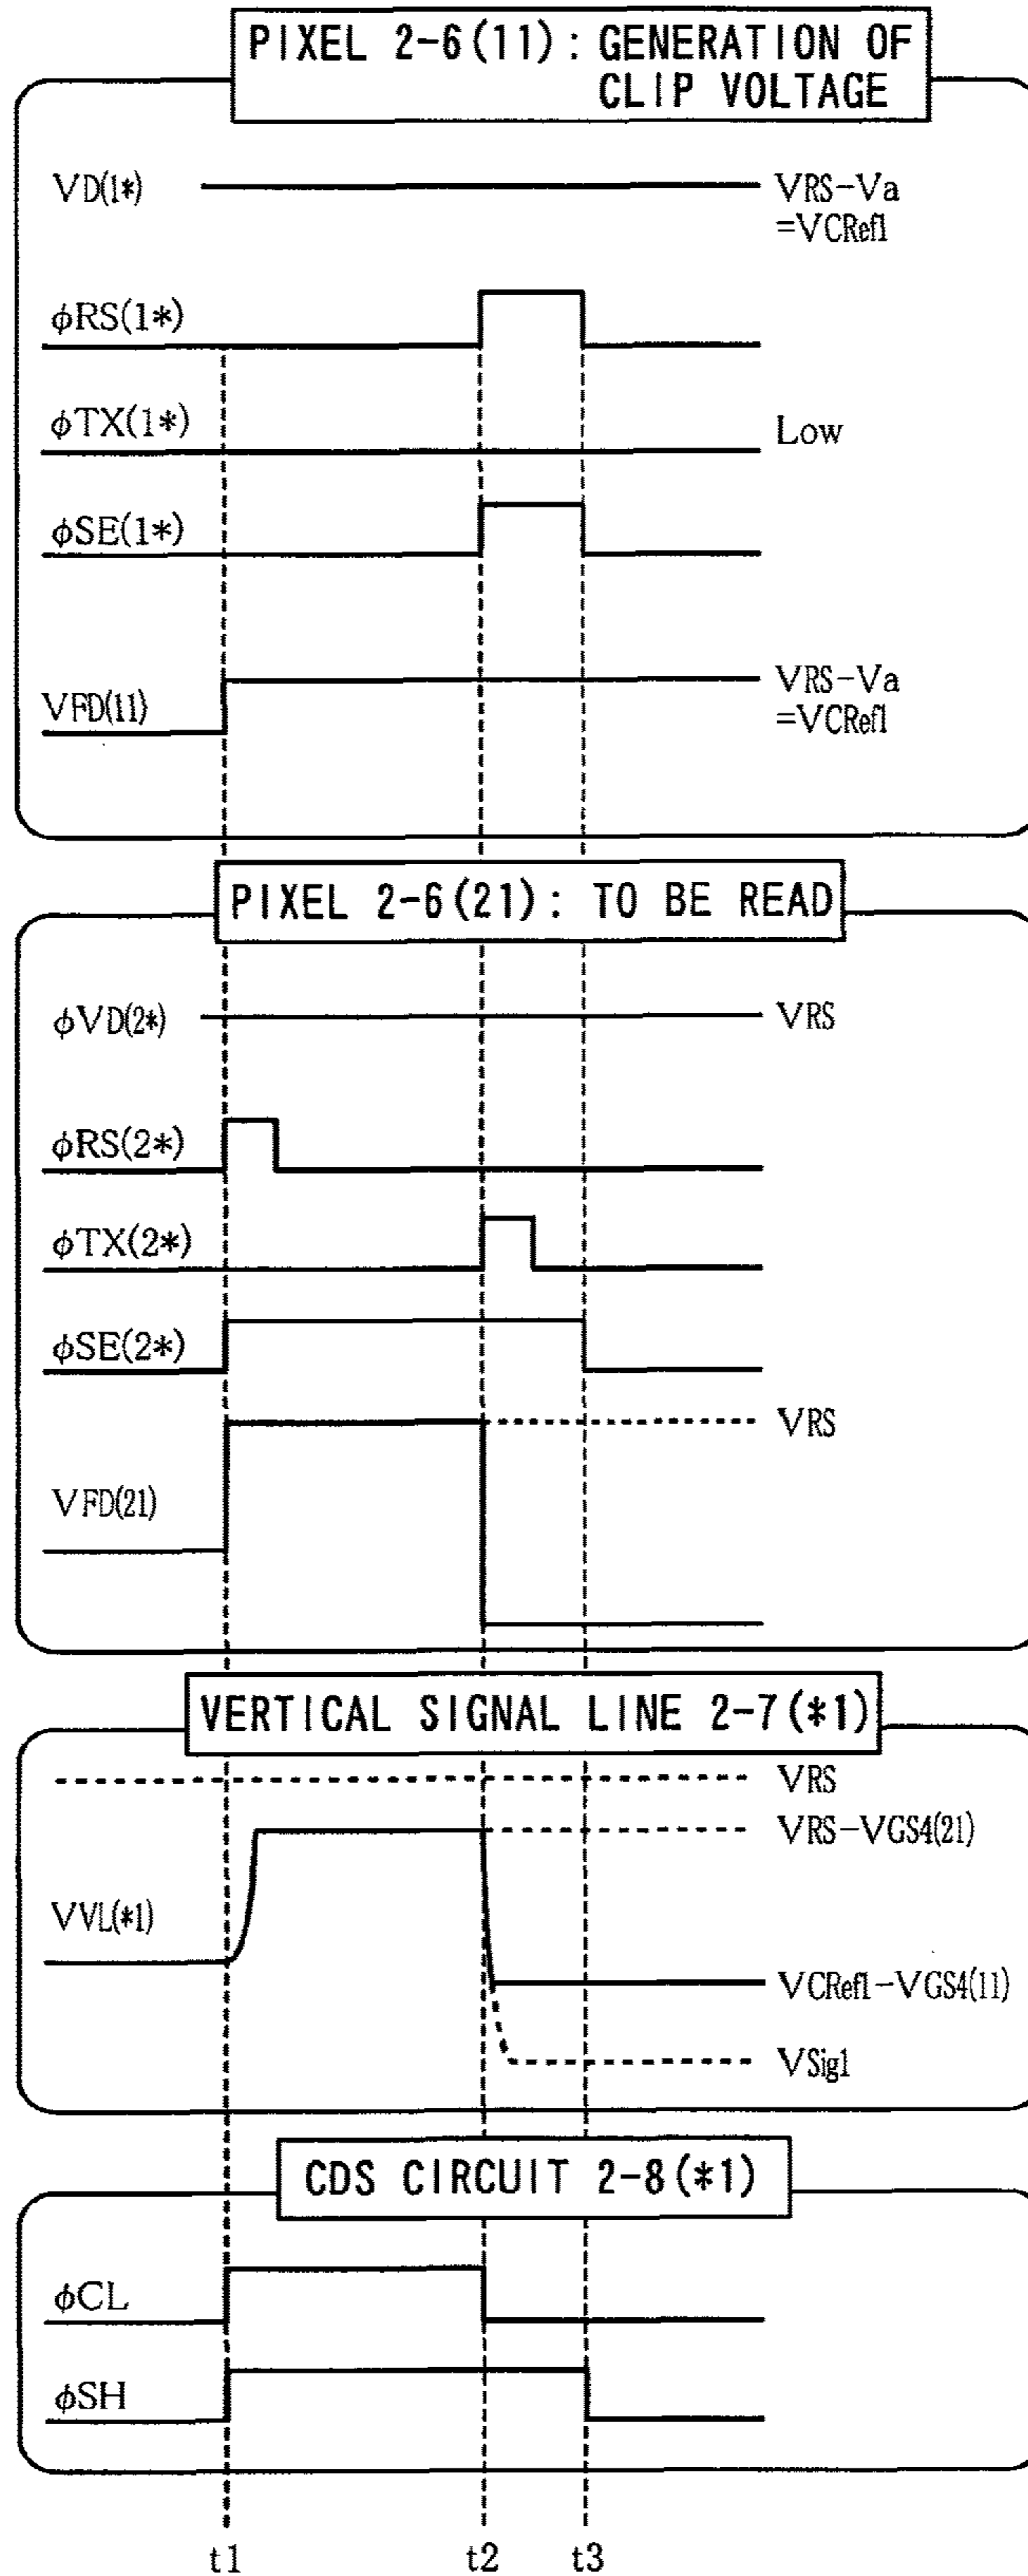 PIXEL 2-6(11): GENERATION OF
CLIP VOLTAGE
VD(1*)
VRS-Va
=VCRef1
ϕRS(1*)
ϕTX(1*)
Low
ϕSE(1*)
VFD(11)
VRS-Va
=VCRef1
PIXEL 2-6(21): TO BE READ
ϕVD(2*)
VRS
ϕRS(2*)
ϕTX(2*)
ϕSE(2*)
VRS
VFD(21)
VERTICAL SIGNAL LINE 2-7(*1)
VRS
VRS-VGS4(21)
VVL(*1)
VCRef1-VGS4(11)
VSig1
CDS CIRCUIT 2-8(*1)
ϕCL
ϕSH
t1 t2 t3